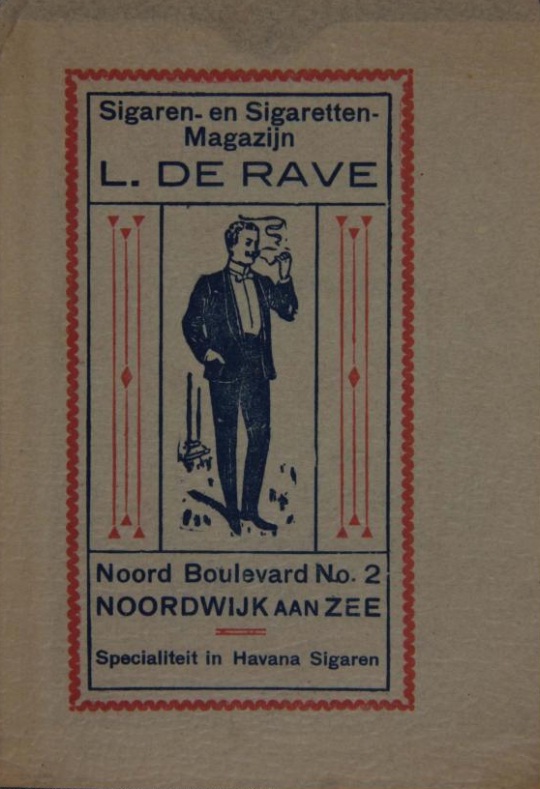 Sigaren- en Sigaretten-
Magazijn
L. DE RAVE
Noord Boulevard No. 2
NOORDWIJK AAN ZEE
Specialiteit in Havana Sigaren